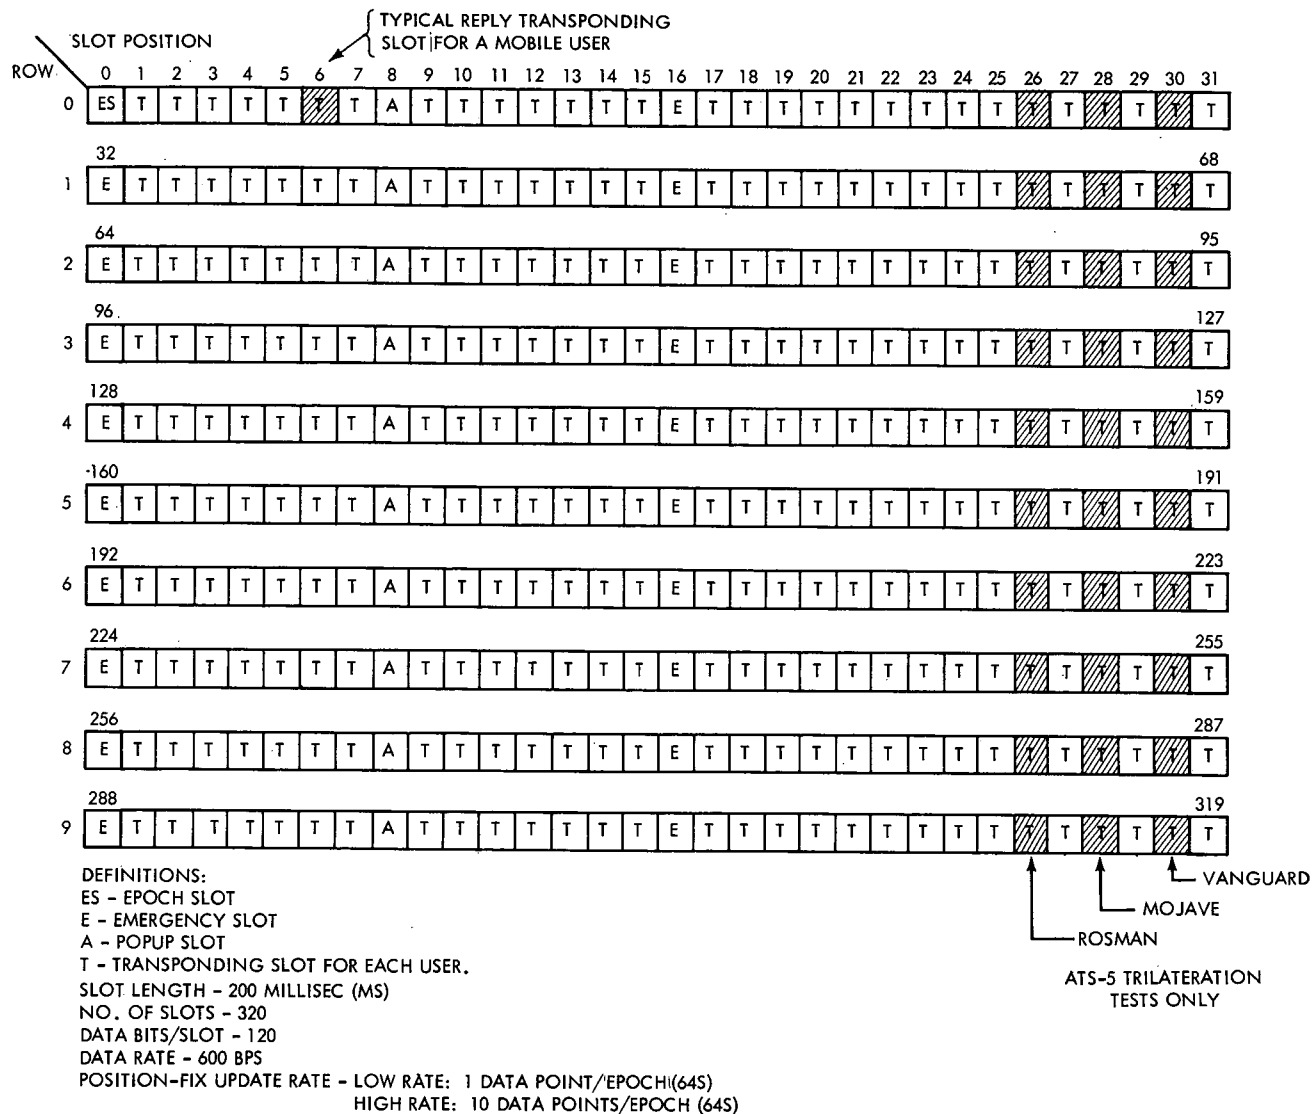 TYPICAL REPLY TRANSPONDING
SLOT FOR A MOBILE USER
SLOT POSITION
ROW 0 1 2 3 4 5 6 7 8 9 10 11 12 13 14 15 16 17 18 19 20 21 22 23 24 25 26 27 28 29 30 31
0 ES T T T T T T T A T T T T T T T E T T T T T T T T T T T T T T T
32 68
1 E T T T T T T T A T T T T T T T E T T T T T T T T T T T T T T T
64 95
2 E T T T T T T T A T T T T T T T E T T T T T T T T T T T T T T T
96 127
3 E T T T T T T T A T T T T T T T E T T T T T T T T T T T T T T T
128 159
4 E T T T T T T T A T T T T T T T E T T T T T T T T T T T T T T T
160 191
5 E T T T T T T T A T T T T T T T E T T T T T T T T T T T T T T T
192 223
6 E T T T T T T T A T T T T T T T E T T T T T T T T T T T T T T T
224 255
7 E T T T T T T T A T T T T T T T E T T T T T T T T T T T T T T T
256 287
8 E T T T T T T T A T T T T T T T E T T T T T T T T T T T T T T T
288 319
9 E T T T T T T T A T T T T T T T E T T T T T T T T T T T T T T T
VANGUARD
MOJAVE
ROSMAN
ATS-5 TRILATERATION
TESTS ONLY
DEFINITIONS:
ES - EPOCH SLOT
E - EMERGENCY SLOT
A - POPUP SLOT
T - TRANSPONDING SLOT FOR EACH USER.
SLOT LENGTH - 200 MILLISEC (MS)
NO. OF SLOTS - 320
DATA BITS/SLOT - 120
DATA RATE - 600 BPS
POSITION-FIX UPDATE RATE - LOW RATE: 1 DATA POINT/EPOCH (64S)
HIGH RATE: 10 DATA POINTS/EPOCH (64S)